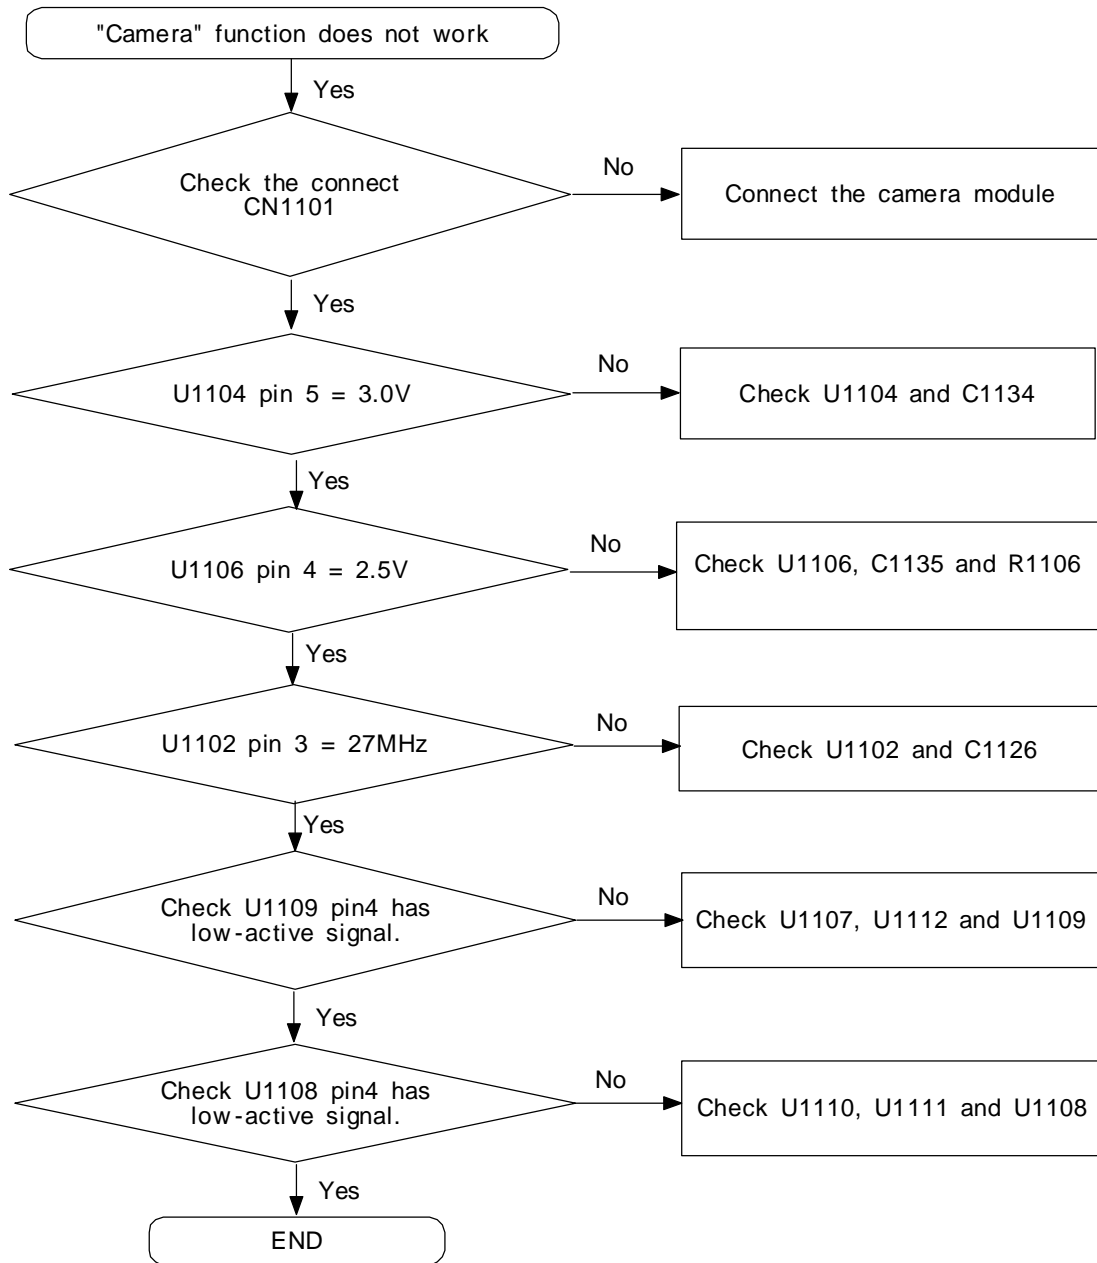 "Camera" function does not work
Yes
Check the connect
CN1101
No
Connect the camera module
Yes
U1104 pin 5 = 3.0V
No
Check U1104 and C1134
Yes
U1106 pin 4 = 2.5V
No
Check U1106, C1135 and R1106
Yes
U1102 pin 3 = 27MHz
No
Check U1102 and C1126
Yes
Check U1109 pin4 has
low-active signal.
No
Check U1107, U1112 and U1109
Yes
Check U1108 pin4 has
low-active signal.
No
Check U1110, U1111 and U1108
Yes
END